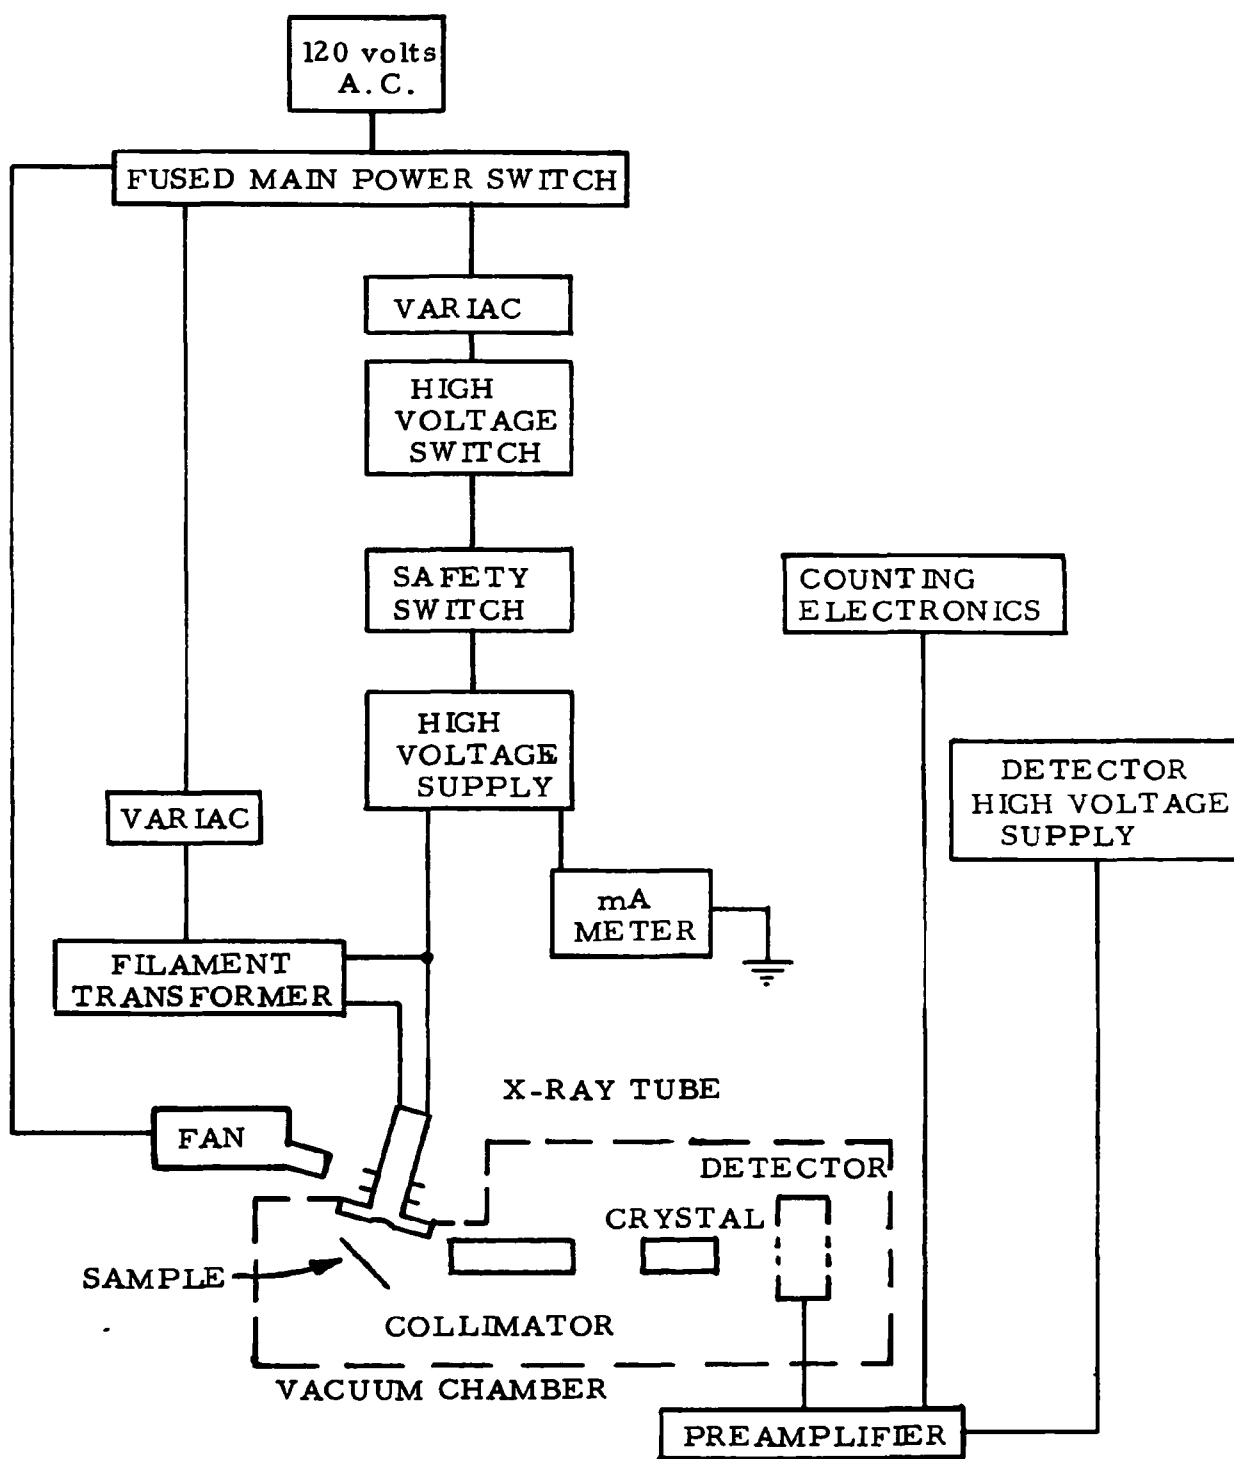 120 volts
A.C.
FUSED MAIN POWER SWITCH
VARIAC
HIGH
VOLTAGE
SWITCH
SAFETY
SWITCH
COUNTING
ELECTRONICS
HIGH
VOLTAGE
SUPPLY
DETECTOR
HIGH VOLTAGE
SUPPLY
VARIAC
mA
METER
FILAMENT
TRANSFORMER
X-RAY TUBE
FAN
DETECTOR
CRYSTAL
SAMPLE
COLLIMATOR
VACUUM CHAMBER
PREAMPLIFIER